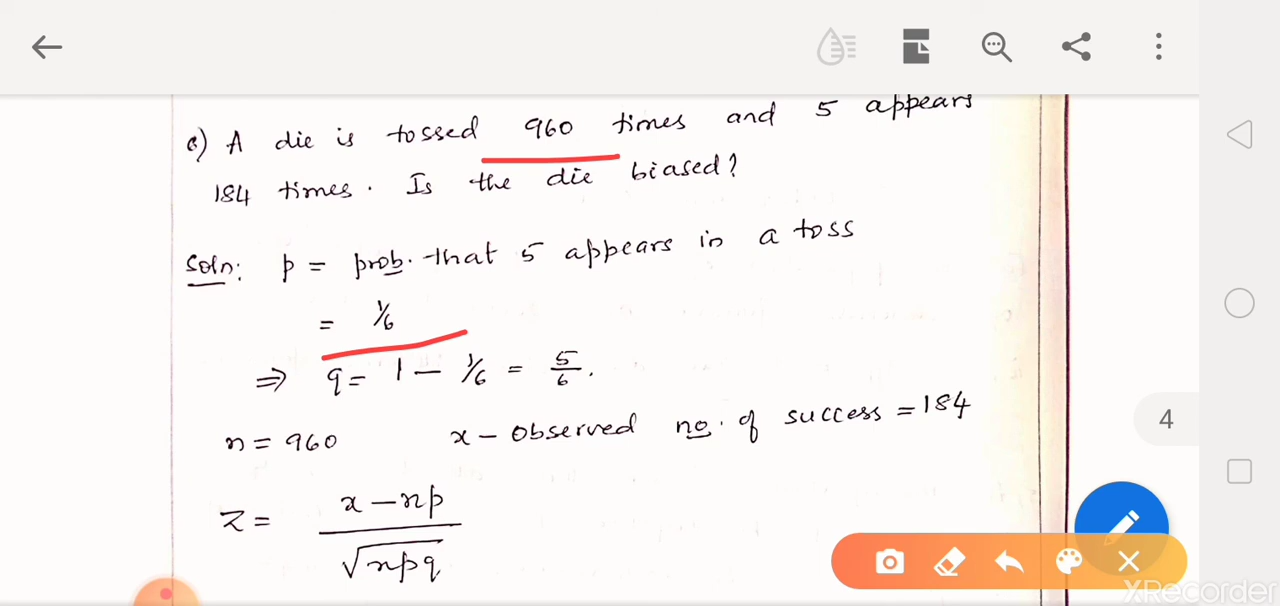 e) A die is tossed 960 times and 5 appears
184 times. Is the die biased?
Soln: p = prob. that 5 appears in a toss
= 1/6
⇒ q = 1 - 1/6 = 5/6.
n = 960 x - observed no. of success = 184
z = x - np / √npq
4
XRecorder